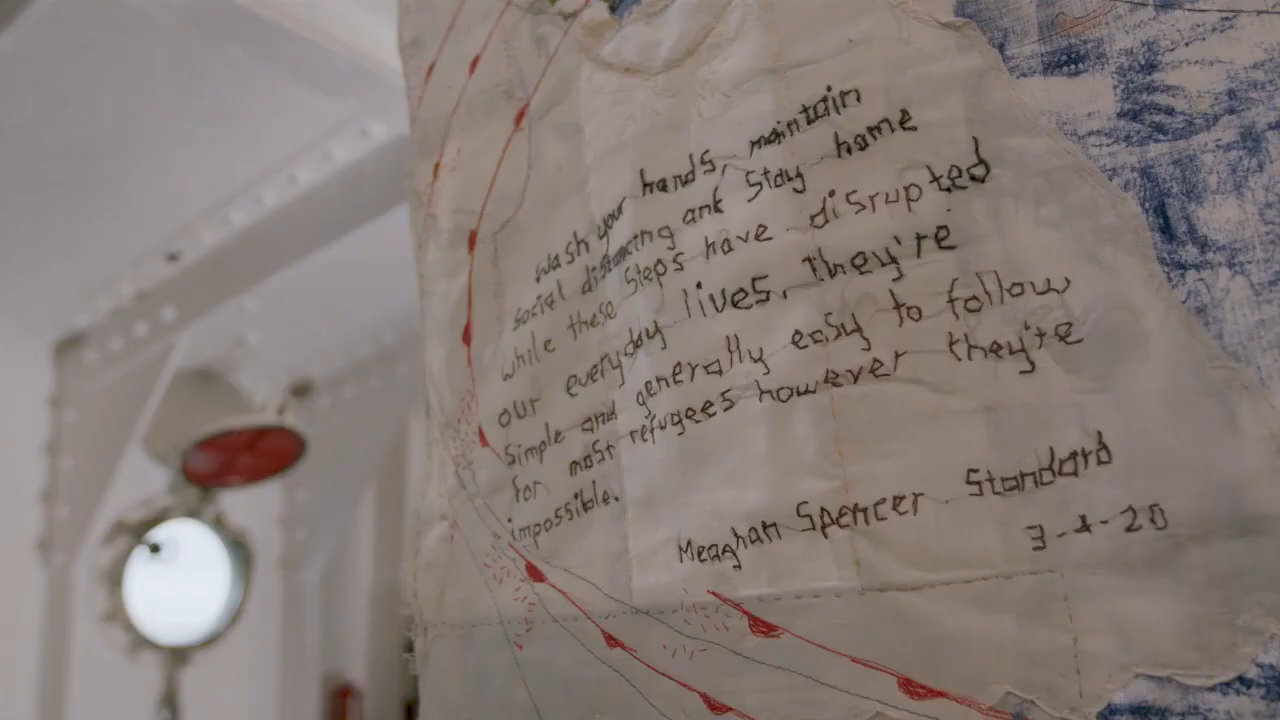 wash your hands, maintain
social distancing and stay home
while these steps have disrupted
our everyday lives, they're
simple and generally easy to follow
for most refugees however they're
impossible.
Meaghan Spencer. Standard
3-4-20